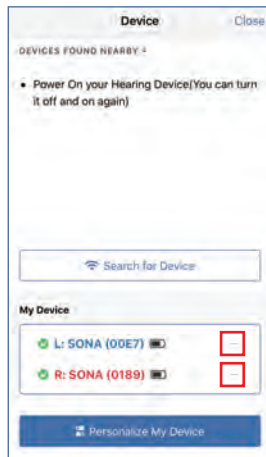 Device Close
DEVICES FOUND NEARBY
• Power On your Hearing Device(You can turn
it off and on again)
Search for Device
My Device
L: SONA (00E7)
R: SONA (0189)
Personalize My Device